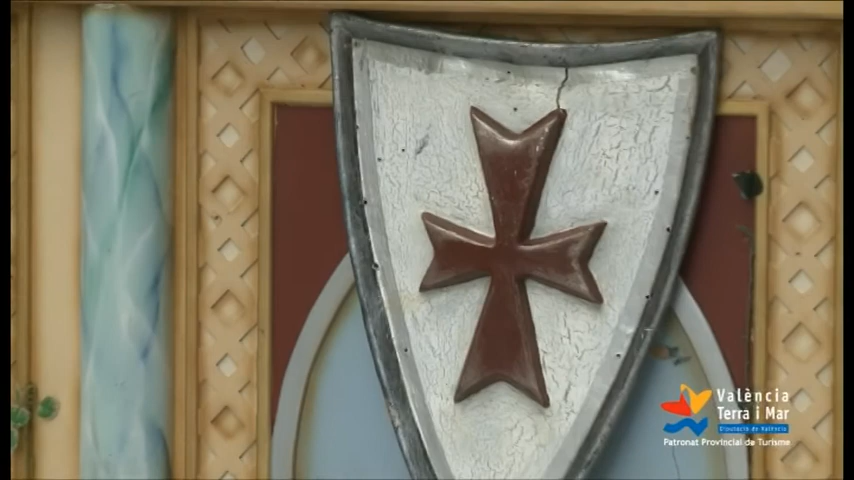 València
Terra i Mar
Diputació de València
Patronat Provincial de Turisme